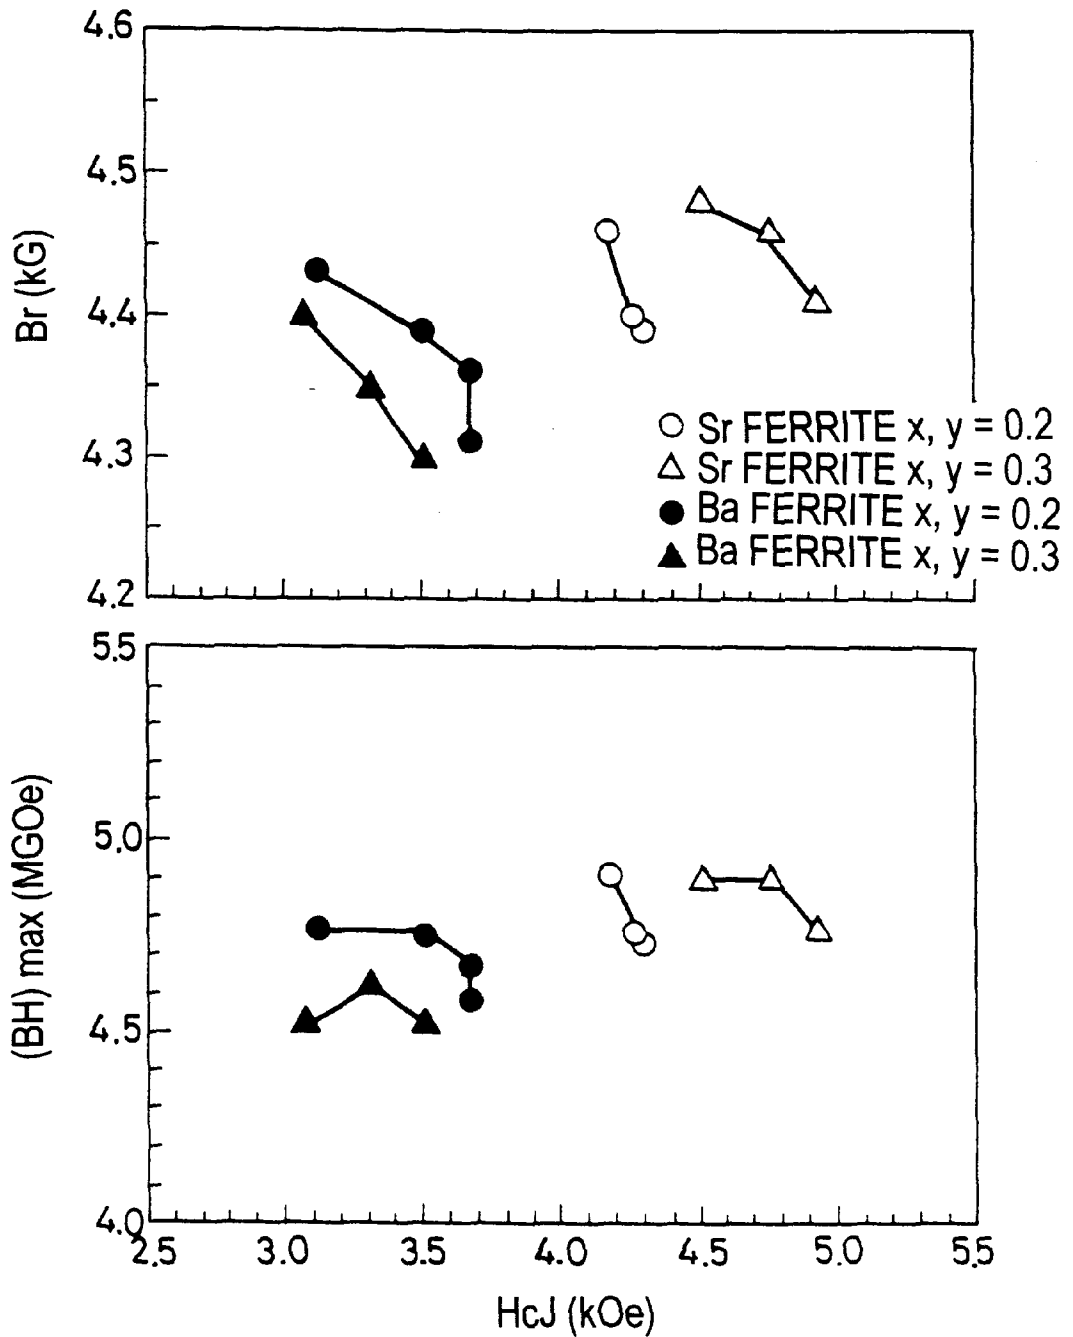 4.6
4.5
4.4
4.3
4.2
Br (kG)
Sr FERRITE x, y = 0.2
Sr FERRITE x, y = 0.3
Ba FERRITE x, y = 0.2
Ba FERRITE x, y = 0.3
5.5
5.0
4.5
4.0
(BH) max (MGOe)
2.5 3.0 3.5 4.0 4.5 5.0 5.5
HcJ (kOe)